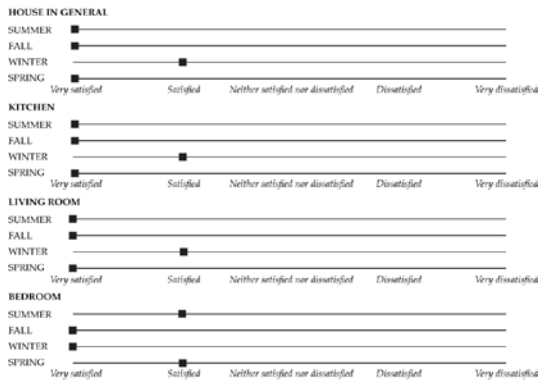 HOUSE IN GENERAL
SUMMER
FALL
WINTER
SPRING
Very satisfied Satisfied Neither satisfied nor dissatisfied Dissatisfied Very dissatisfied
KITCHEN
SUMMER
FALL
WINTER
SPRING
Very satisfied Satisfied Neither satisfied nor dissatisfied Dissatisfied Very dissatisfied
LIVING ROOM
SUMMER
FALL
WINTER
SPRING
Very satisfied Satisfied Neither satisfied nor dissatisfied Dissatisfied Very dissatisfied
BEDROOM
SUMMER
FALL
WINTER
SPRING
Very satisfied Satisfied Neither satisfied nor dissatisfied Dissatisfied Very dissatisfied